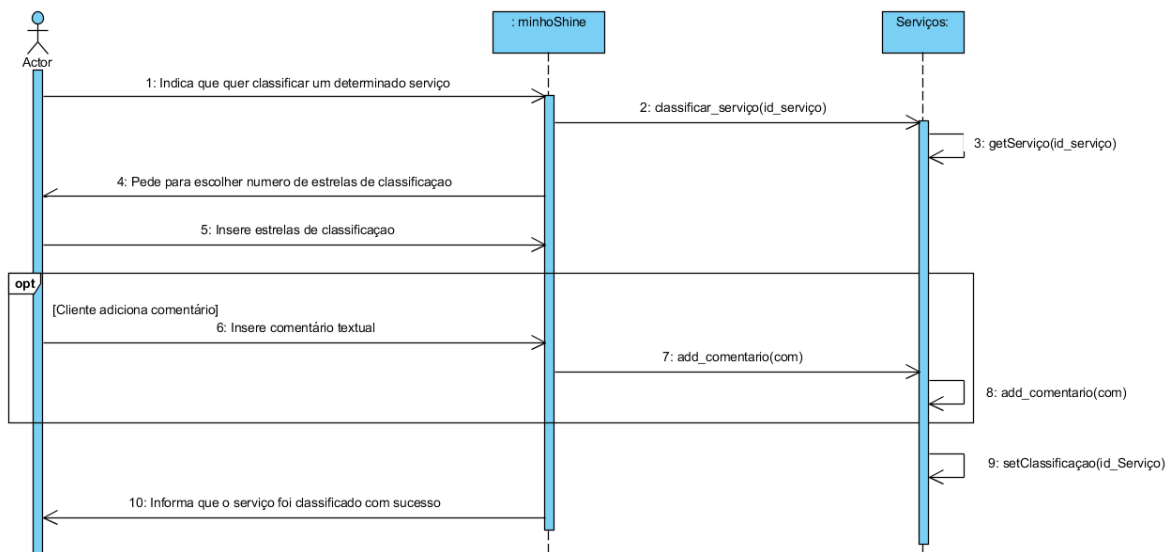 : minhoShine
Serviços:
Actor
1: Indica que quer classificar um determinado serviço
2: classificar_serviço(id_serviço)
3: getServiço(id_serviço)
4: Pede para escolher numero de estrelas de classificaçao
5: Insere estrelas de classificaçao
opt
[Cliente adiciona comentário]
6: Insere comentário textual
7: add_comentario(com)
8: add_comentario(com)
9: setClassificaçao(id_Serviço)
10: Informa que o serviço foi classificado com sucesso